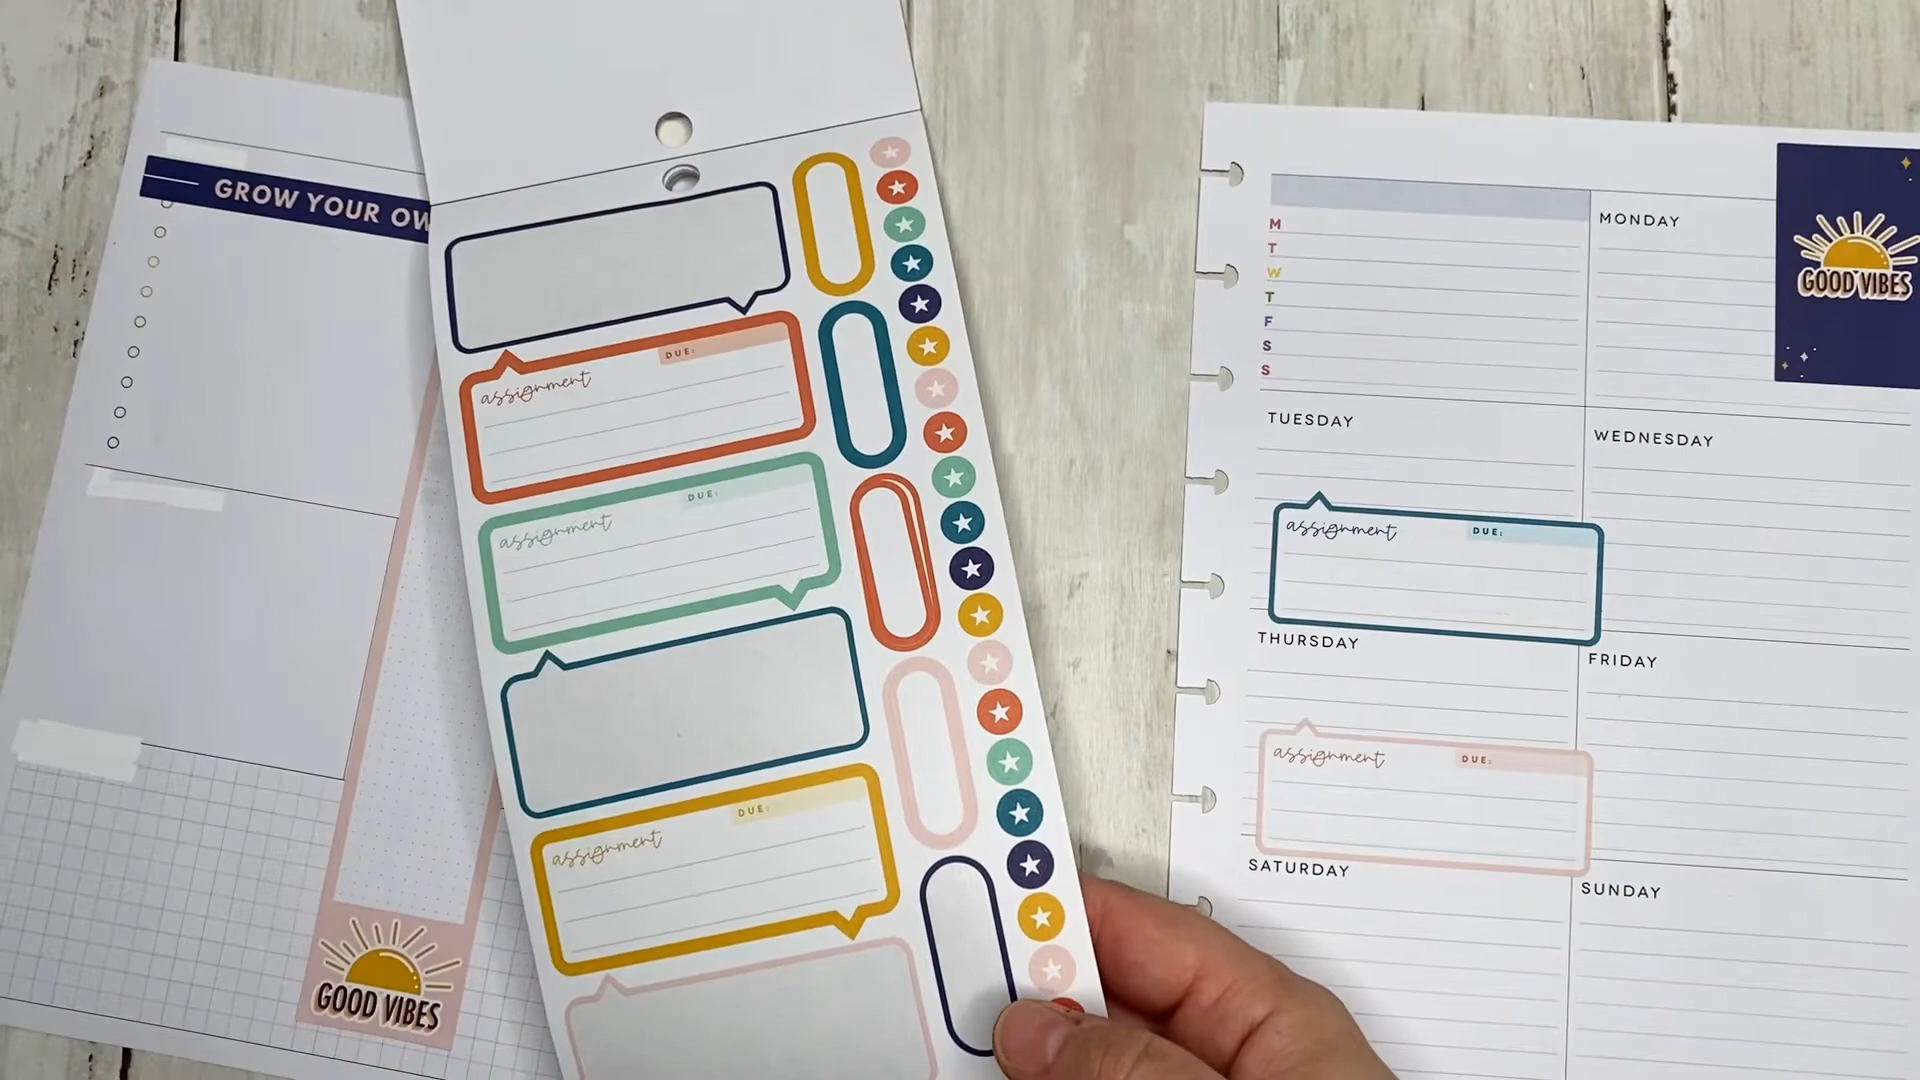 GROW YOUR OW
GOOD VIBES
DUE:
assignment
DUE:
assignment
DUE:
assignment
M
T
W
T
F
S
S
MONDAY
GOOD VIBES
TUESDAY
WEDNESDAY
assignment DUE:
THURSDAY
FRIDAY
assignment DUE:
SATURDAY
SUNDAY